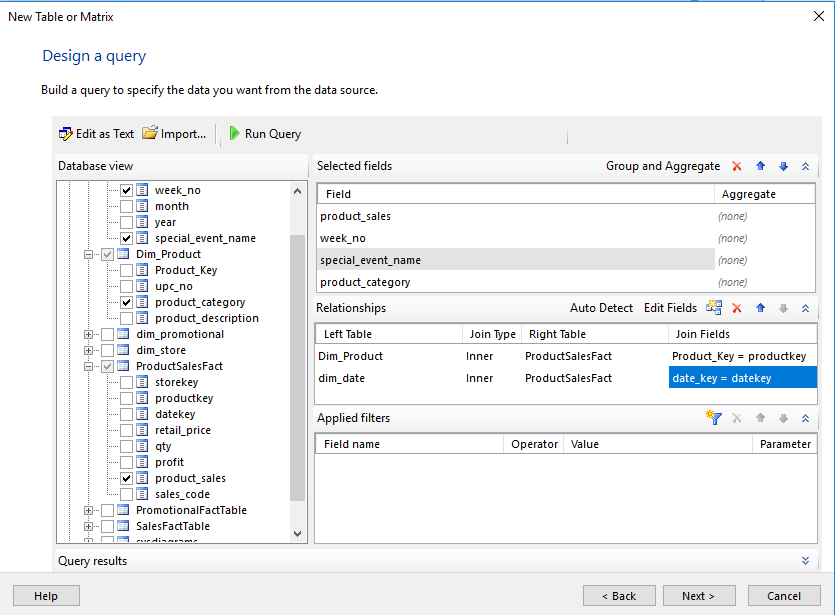 New Table or Matrix
Design a query
Build a query to specify the data you want from the data source.
Edit as Text Import... Run Query
Database view
week_no
month
year
special_event_name
Dim_Product
Product_Key
upc_no
product_category
product_description
dim_promotional
dim_store
ProductSalesFact
storekey
productkey
datekey
retail_price
qty
profit
product_sales
sales_code
PromotionalFactTable
SalesFactTable
sysdiagrams
Selected fields Group and Aggregate
Field Aggregate
product_sales (none)
week_no (none)
special_event_name (none)
product_category (none)
Relationships Auto Detect Edit Fields
Left Table Join Type Right Table Join Fields
Dim_Product Inner ProductSalesFact Product_Key = productkey
dim_date Inner ProductSalesFact date_key = datekey
Applied filters
Field name Operator Value Parameter
Query results
Help < Back Next > Cancel